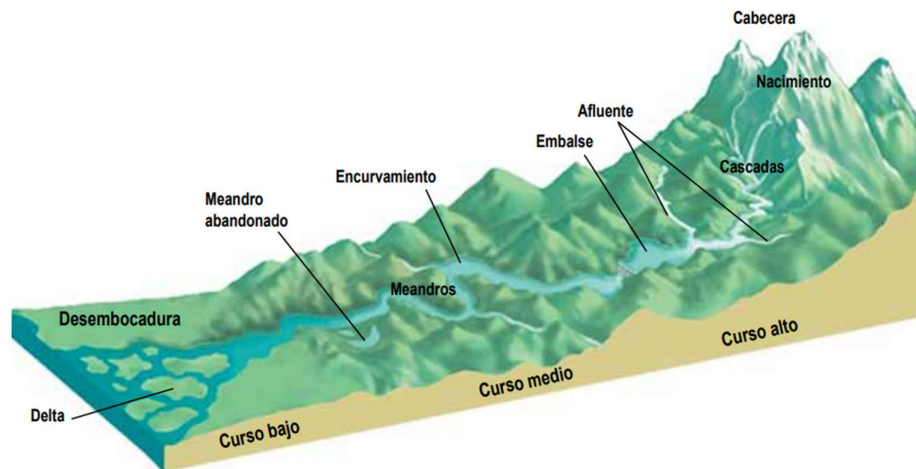 Cabecera
Nacimiento
Afluente
Embalse
Cascadas
Encurvamiento
Meandro
abandonado
Meandros
Desembocadura
Delta
Curso bajo
Curso medio
Curso alto